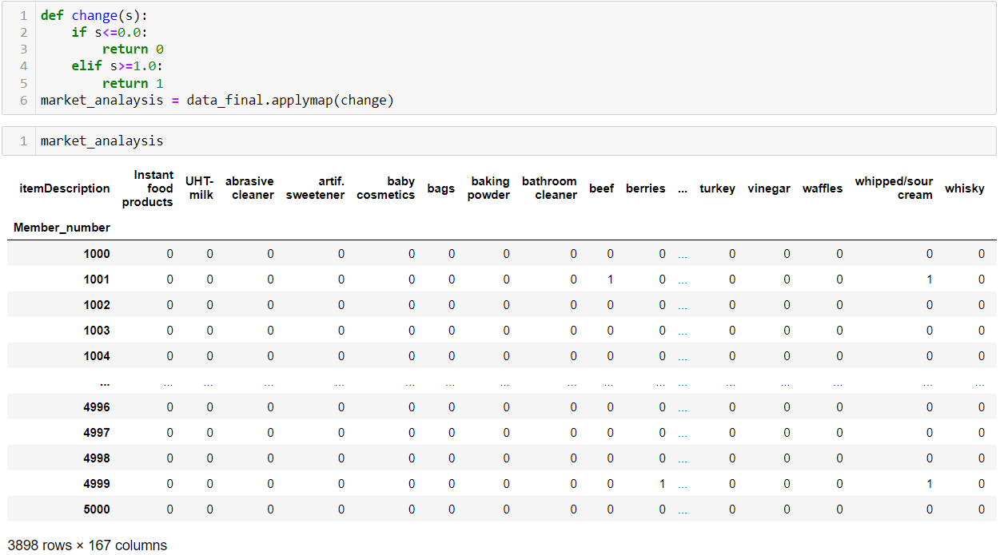 1 def change(s):
2     if s<=0.0:
3         return 0
4     elif s>=1.0:
5         return 1
6 market_analaysis = data_final.applymap(change)
1 market_analaysis
itemDescription Instant food products UHT-milk abrasive cleaner artif. sweetener baby cosmetics bags baking powder bathroom cleaner beef berries ... turkey vinegar waffles whipped/sour cream whisky
Member_number
1000 0 0 0 0 0 0 0 0 0 0 ... 0 0 0 0 0
1001 0 0 0 0 0 0 0 0 1 0 ... 0 0 0 1 0
1002 0 0 0 0 0 0 0 0 0 0 ... 0 0 0 0 0
1003 0 0 0 0 0 0 0 0 0 0 ... 0 0 0 0 0
1004 0 0 0 0 0 0 0 0 0 0 ... 0 0 0 0 0
... ... ... ... ... ... ... ... ... ... ... ... ... ... ... ... ...
4996 0 0 0 0 0 0 0 0 0 0 ... 0 0 0 0 0
4997 0 0 0 0 0 0 0 0 0 0 ... 0 0 0 0 0
4998 0 0 0 0 0 0 0 0 0 0 ... 0 0 0 0 0
4999 0 0 0 0 0 0 0 0 0 1 ... 0 0 0 1 0
5000 0 0 0 0 0 0 0 0 0 0 ... 0 0 0 0 0
3898 rows × 167 columns